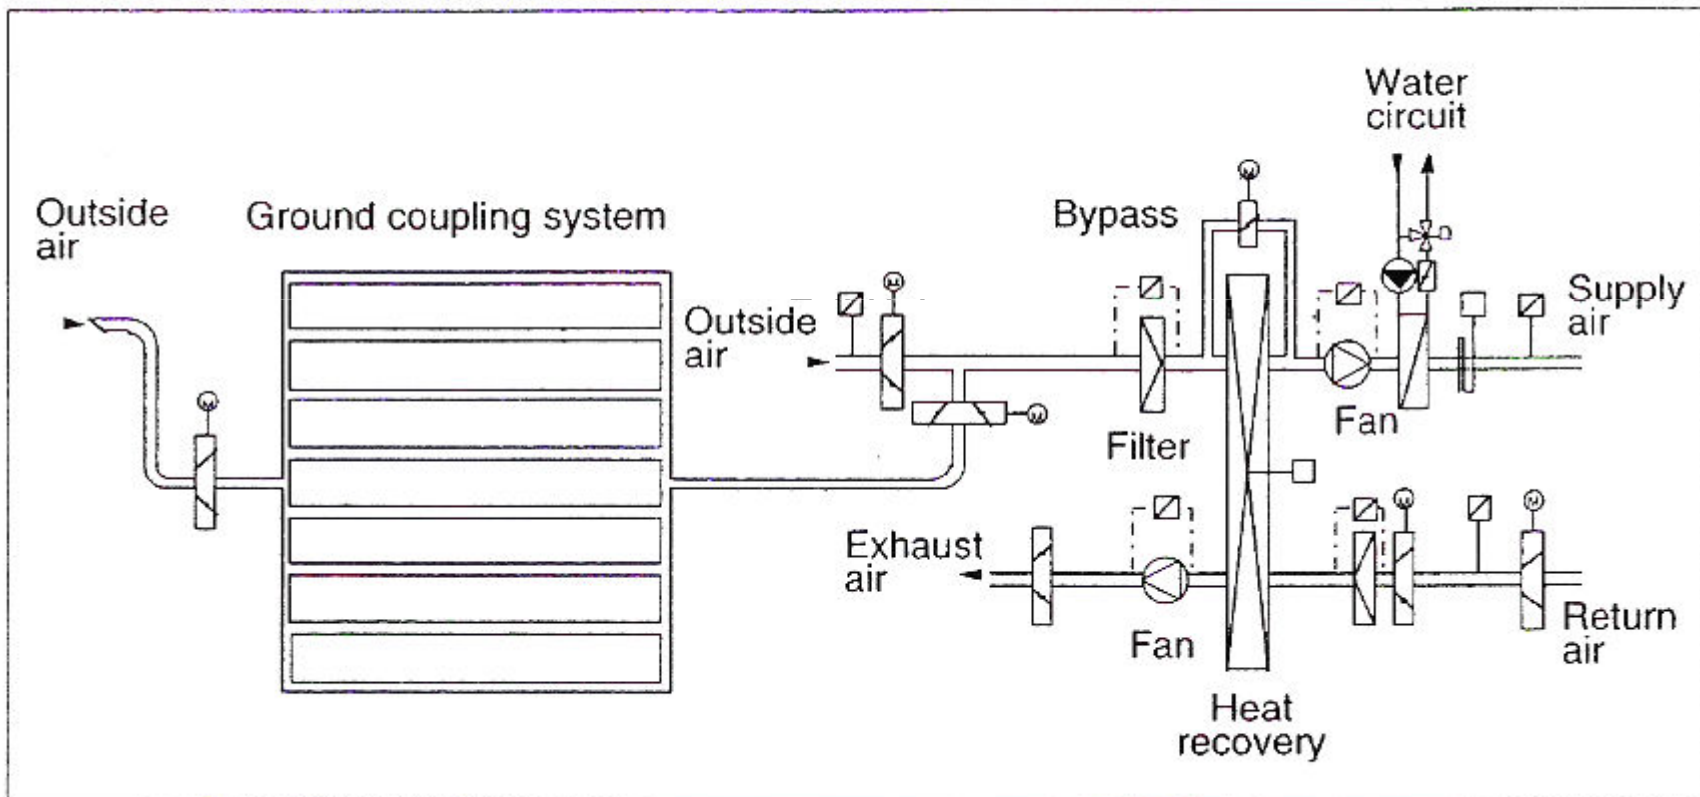 Water
circuit
Outside
air
Ground coupling system
Bypass
Outside
air
Supply
air
Filter
Fan
Exhaust
air
Fan
Return
air
Heat
recovery
M
M
M
M
M
M